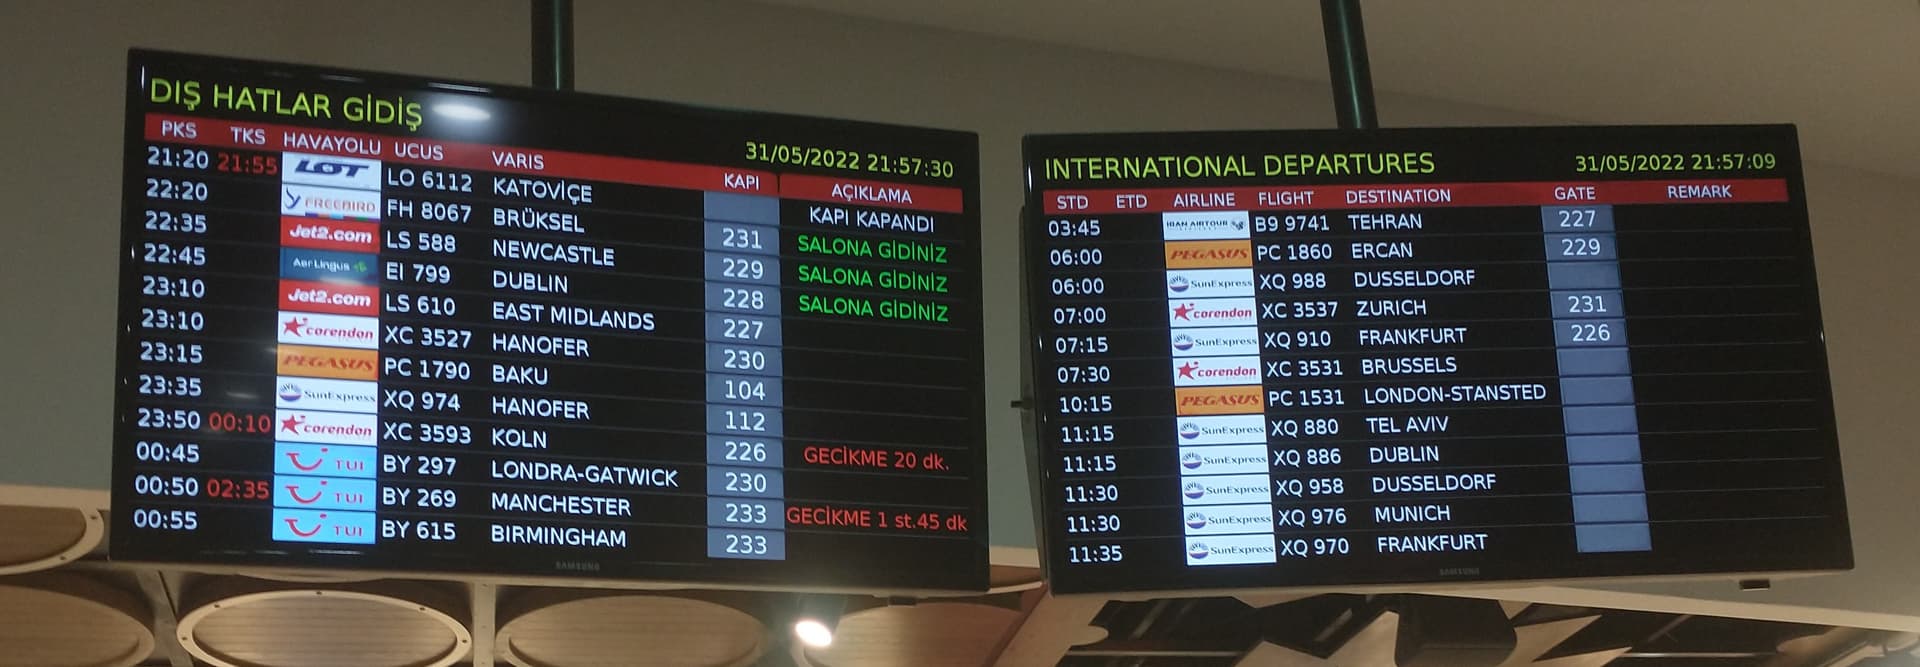 DIŞ HATLAR GİDİŞ
31/05/2022 21:57:30
PKS TKS HAVAYOLU UCUS VARIS KAPI AÇIKLAMA
21:20 21:55 LOT LO 6112 KATOVİÇE KAPI KAPANDI
22:20 FREEBIRD FH 8067 BRÜKSEL 231 SALONA GİDİNİZ
22:35 Jet2.com LS 588 NEWCASTLE 229 SALONA GİDİNİZ
22:45 Aer Lingus EI 799 DUBLIN 228 SALONA GİDİNİZ
23:10 Jet2.com LS 610 EAST MIDLANDS 227
23:10 corendon XC 3527 HANOFER 230
23:15 PEGASUS PC 1790 BAKU 104
23:35 SunExpress XQ 974 HANOFER 112
23:50 00:10 corendon XC 3593 KOLN 226 GECİKME 20 dk.
00:45 TUI BY 297 LONDRA-GATWICK 230
00:50 02:35 TUI BY 269 MANCHESTER 233 GECİKME 1 st.45 dk
00:55 TUI BY 615 BIRMINGHAM 233
SAMSUNG
INTERNATIONAL DEPARTURES 31/05/2022 21:57:09
STD ETD AIRLINE FLIGHT DESTINATION GATE REMARK
03:45 IRAN AIRTOUR B9 9741 TEHRAN 227
06:00 PEGASUS PC 1860 ERCAN 229
06:00 SunExpress XQ 988 DUSSELDORF
07:00 corendon XC 3537 ZURICH 231
07:15 SunExpress XQ 910 FRANKFURT 226
07:30 corendon XC 3531 BRUSSELS
10:15 PEGASUS PC 1531 LONDON-STANSTED
11:15 SunExpress XQ 880 TEL AVIV
11:15 SunExpress XQ 886 DUBLIN
11:30 SunExpress XQ 958 DUSSELDORF
11:30 SunExpress XQ 976 MUNICH
11:35 SunExpress XQ 970 FRANKFURT
SAMSUNG